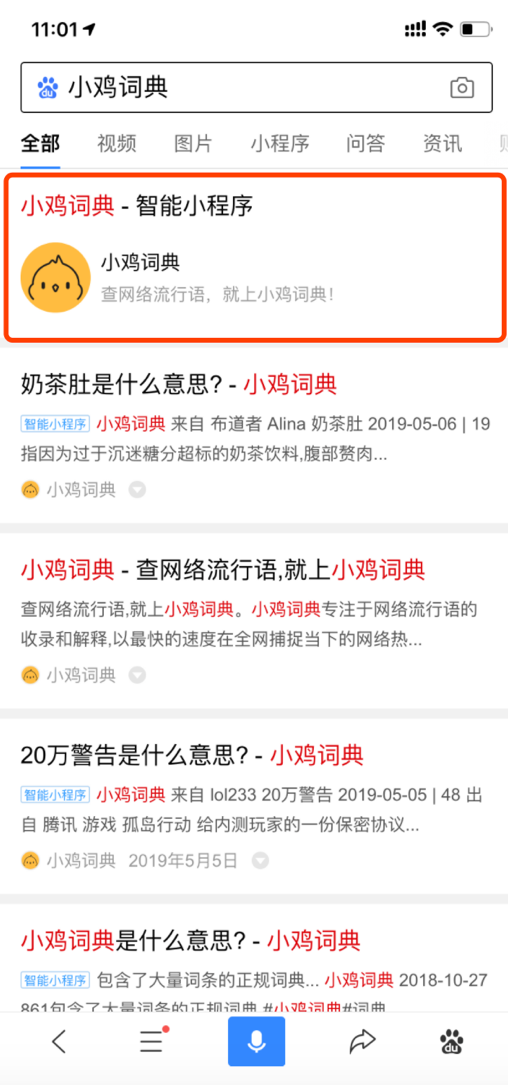 11:01
du 小鸡词典
全部 视频 图片 小程序 问答 资讯
小鸡词典 - 智能小程序
小鸡词典
查网络流行语，就上小鸡词典！
奶茶肚是什么意思? - 小鸡词典
智能小程序 小鸡词典 来自 布道者 Alina 奶茶肚 2019-05-06 | 19
指因为过于沉迷糖分超标的奶茶饮料,腹部赘肉...
小鸡词典
小鸡词典 - 查网络流行语,就上小鸡词典
查网络流行语,就上小鸡词典。小鸡词典专注于网络流行语的
收录和解释,以最快的速度在全网捕捉当下的网络热...
小鸡词典
20万警告是什么意思? - 小鸡词典
智能小程序 小鸡词典 来自 lol233 20万警告 2019-05-05 | 48 出
自 腾讯 游戏 孤岛行动 给内测玩家的一份保密协议...
小鸡词典 2019年5月5日
小鸡词典是什么意思? - 小鸡词典
智能小程序 包含了大量词条的正规词典... 小鸡词典 2018-10-27
861包含了大量词条的正规词典 #小鸡词典#词典
du